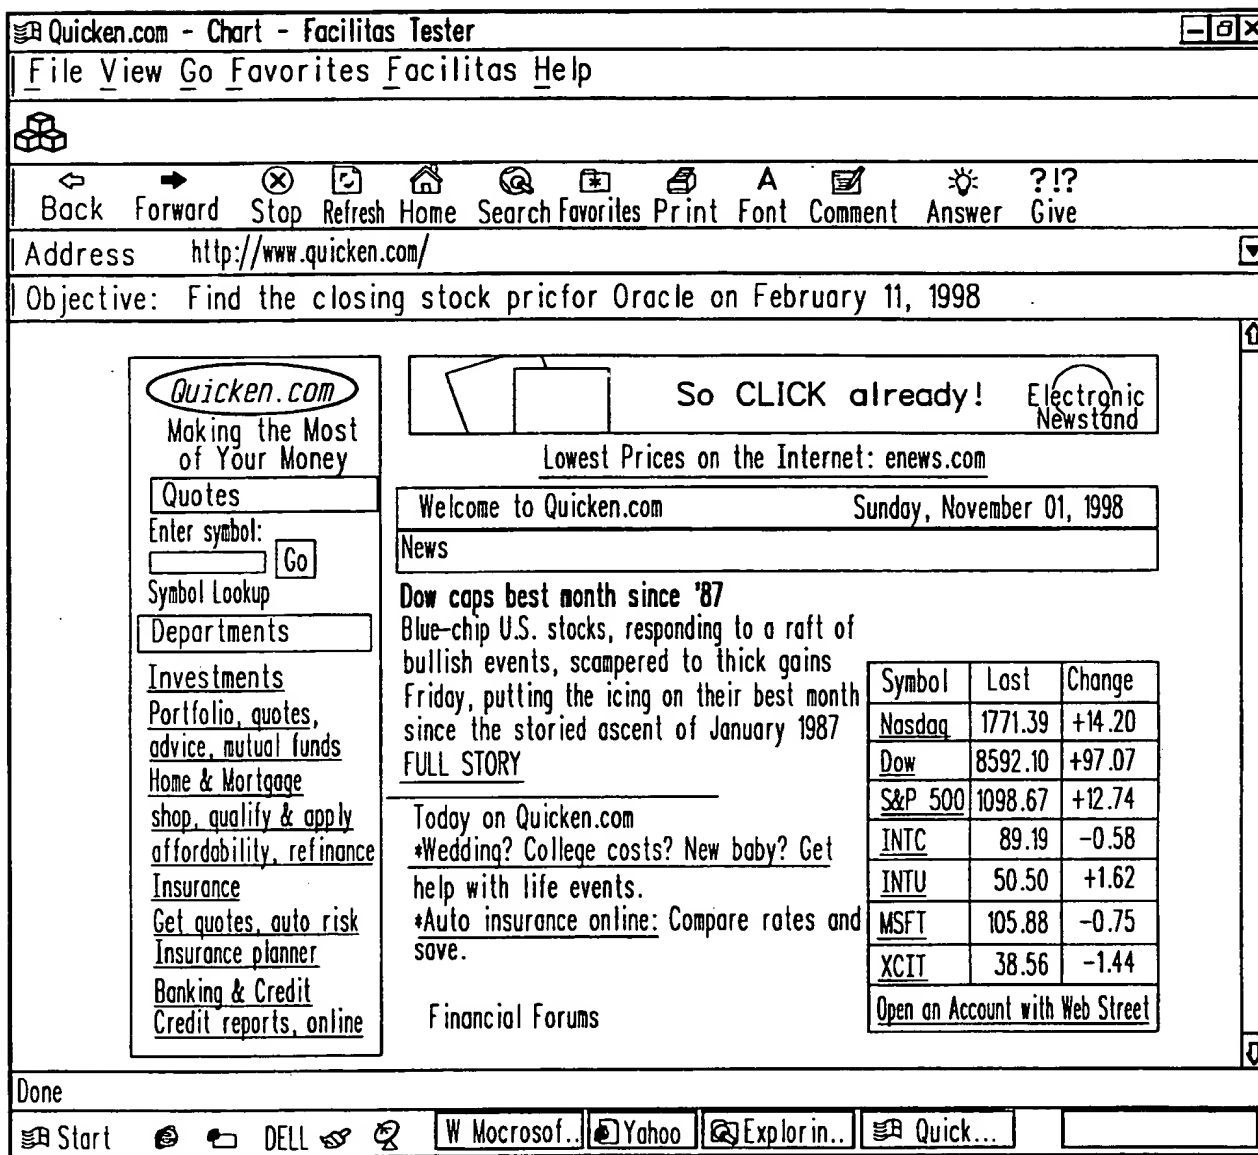 Quicken.com - Chart - Facilitas Tester
File View Go Favorites Facilitas Help
Back Forward Stop Refresh Home Search Favorites Print Font Comment Answer ?!? Give
Address http://www.quicken.com/
Objective: Find the closing stock pricfor Oracle on February 11, 1998
Quicken.com
Making the Most
of Your Money
Quotes
Enter symbol:
Go
Symbol Lookup
Departments
Investments
Portfolio, quotes,
advice, mutual funds
Home & Mortgage
shop, qualify & apply
affordability, refinance
Insurance
Get quotes, auto risk
Insurance planner
Banking & Credit
Credit reports, online
So CLICK already!
Electronic
Newstand
Lowest Prices on the Internet: enews.com
Welcome to Quicken.com Sunday, November 01, 1998
News
Dow caps best month since '87
Blue-chip U.S. stocks, responding to a raft of
bullish events, scampered to thick gains
Friday, putting the icing on their best month
since the storied ascent of January 1987
FULL STORY
Today on Quicken.com
*Wedding? College costs? New baby? Get
help with life events.
*Auto insurance online: Compare rates and
save.
Financial Forums
Symbol Last Change
Nasdaq 1771.39 +14.20
Dow 8592.10 +97.07
S&P 500 1098.67 +12.74
INTC 89.19 -0.58
INTU 50.50 +1.62
MSFT 105.88 -0.75
XCIT 38.56 -1.44
Open an Account with Web Street
Done
Start DELL W Mocrosof.. Yahoo Explorin.. Quick...